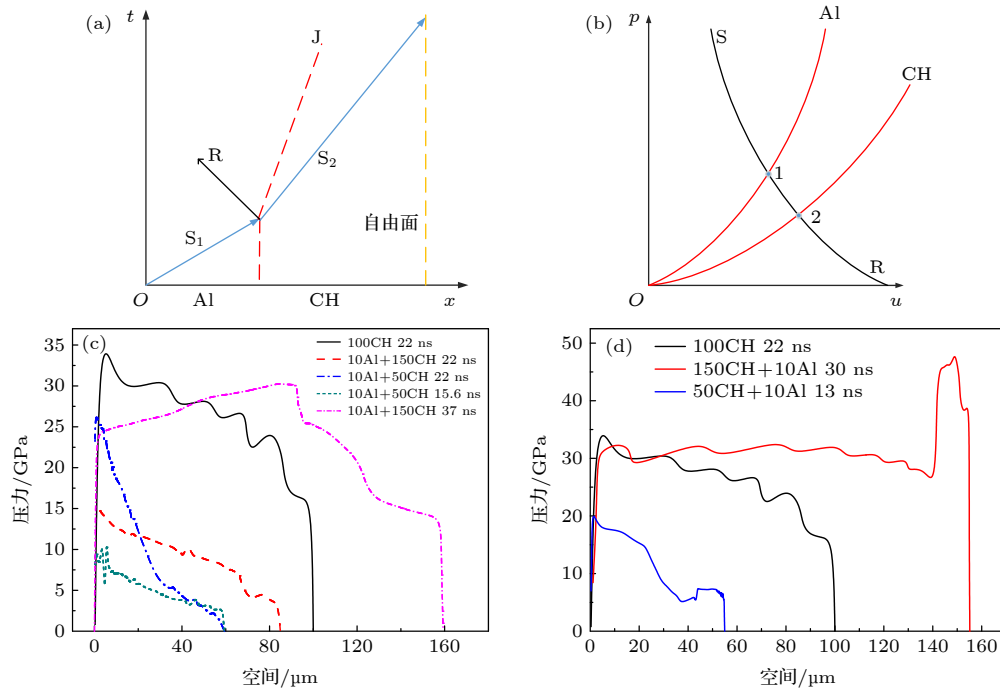 (a)
t
J
R
S₂
S₁
自由面
O
Al
CH
x
(b)
p
S
Al
CH
1
2
R
O
u
(c)
100CH 22 ns
10Al+150CH 22 ns
10Al+50CH 22 ns
10Al+50CH 15.6 ns
10Al+150CH 37 ns
35
30
25
20
15
10
5
0
压力/GPa
0 40 80 120 160
空间/µm
(d)
100CH 22 ns
150CH+10Al 30 ns
50CH+10Al 13 ns
50
40
30
20
10
0
压力/GPa
0 20 40 60 80 100 120 140 160
空间/µm